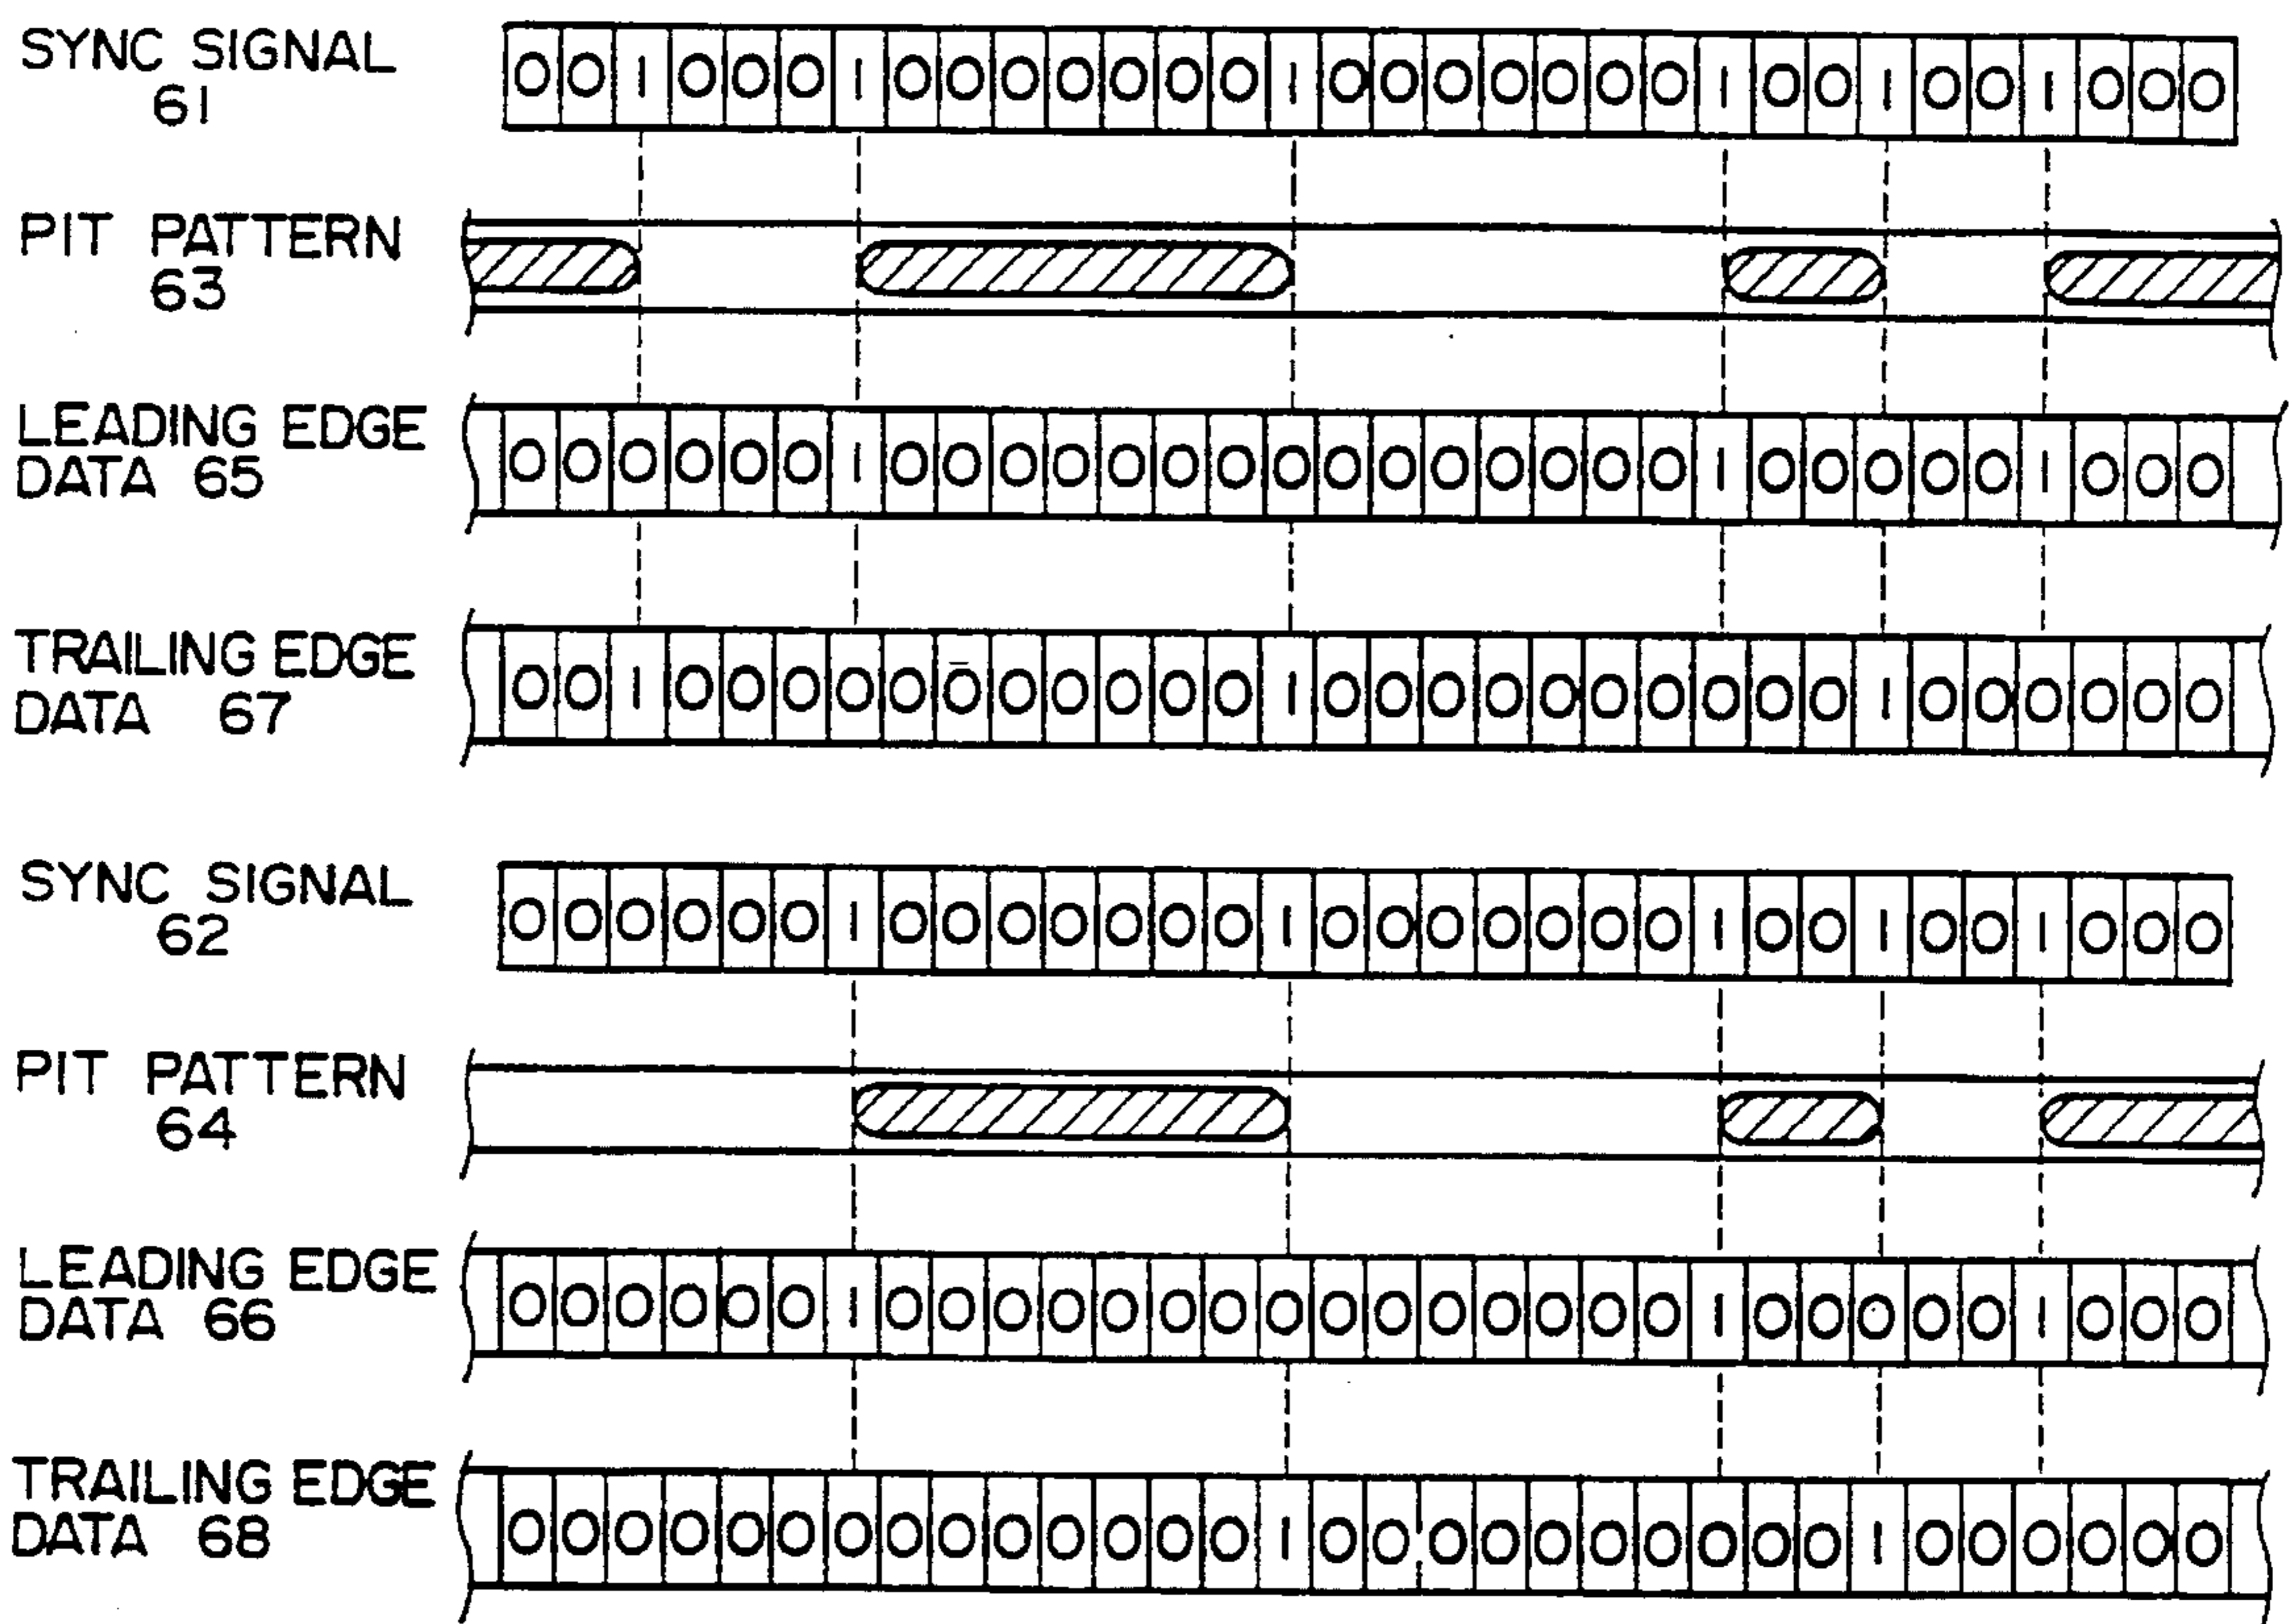 SYNC SIGNAL
61
0 0 1 0 0 0 1 0 0 0 0 0 0 0 1 0 0 0 0 0 0 0 1 0 0 1 0 0 1 0 0 0
PIT PATTERN
63
LEADING EDGE
DATA 65
0 0 0 0 0 0 1 0 0 0 0 0 0 0 0 0 0 0 0 0 0 0 1 0 0 0 0 0 1 0 0 0
TRAILING EDGE
DATA 67
0 0 1 0 0 0 0 0 0 0 0 0 0 0 1 0 0 0 0 0 0 0 0 0 0 1 0 0 0 0 0 0
SYNC SIGNAL
62
0 0 0 0 0 0 1 0 0 0 0 0 0 0 1 0 0 0 0 0 0 0 1 0 0 1 0 0 1 0 0 0
PIT PATTERN
64
LEADING EDGE
DATA 66
0 0 0 0 0 0 1 0 0 0 0 0 0 0 0 0 0 0 0 0 0 0 1 0 0 0 0 0 1 0 0 0
TRAILING EDGE
DATA 68
0 0 0 0 0 0 0 0 0 0 0 0 0 0 1 0 0 0 0 0 0 0 0 0 0 1 0 0 0 0 0 0